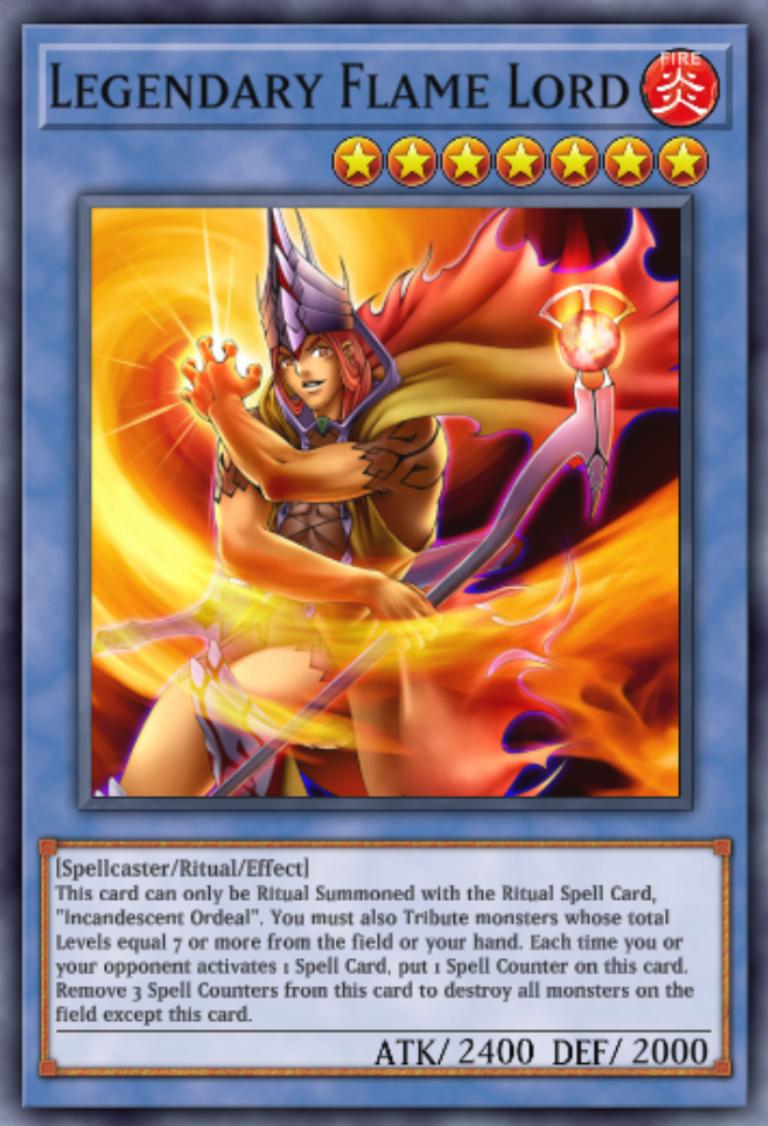 LEGENDARY FLAME LORD
FIRE
炎
[Spellcaster/Ritual/Effect]
This card can only be Ritual Summoned with the Ritual Spell Card,
"Incandescent Ordeal". You must also Tribute monsters whose total
Levels equal 7 or more from the field or your hand. Each time you or
your opponent activates 1 Spell Card, put 1 Spell Counter on this card.
Remove 3 Spell Counters from this card to destroy all monsters on the
field except this card.
ATK/ 2400 DEF/ 2000